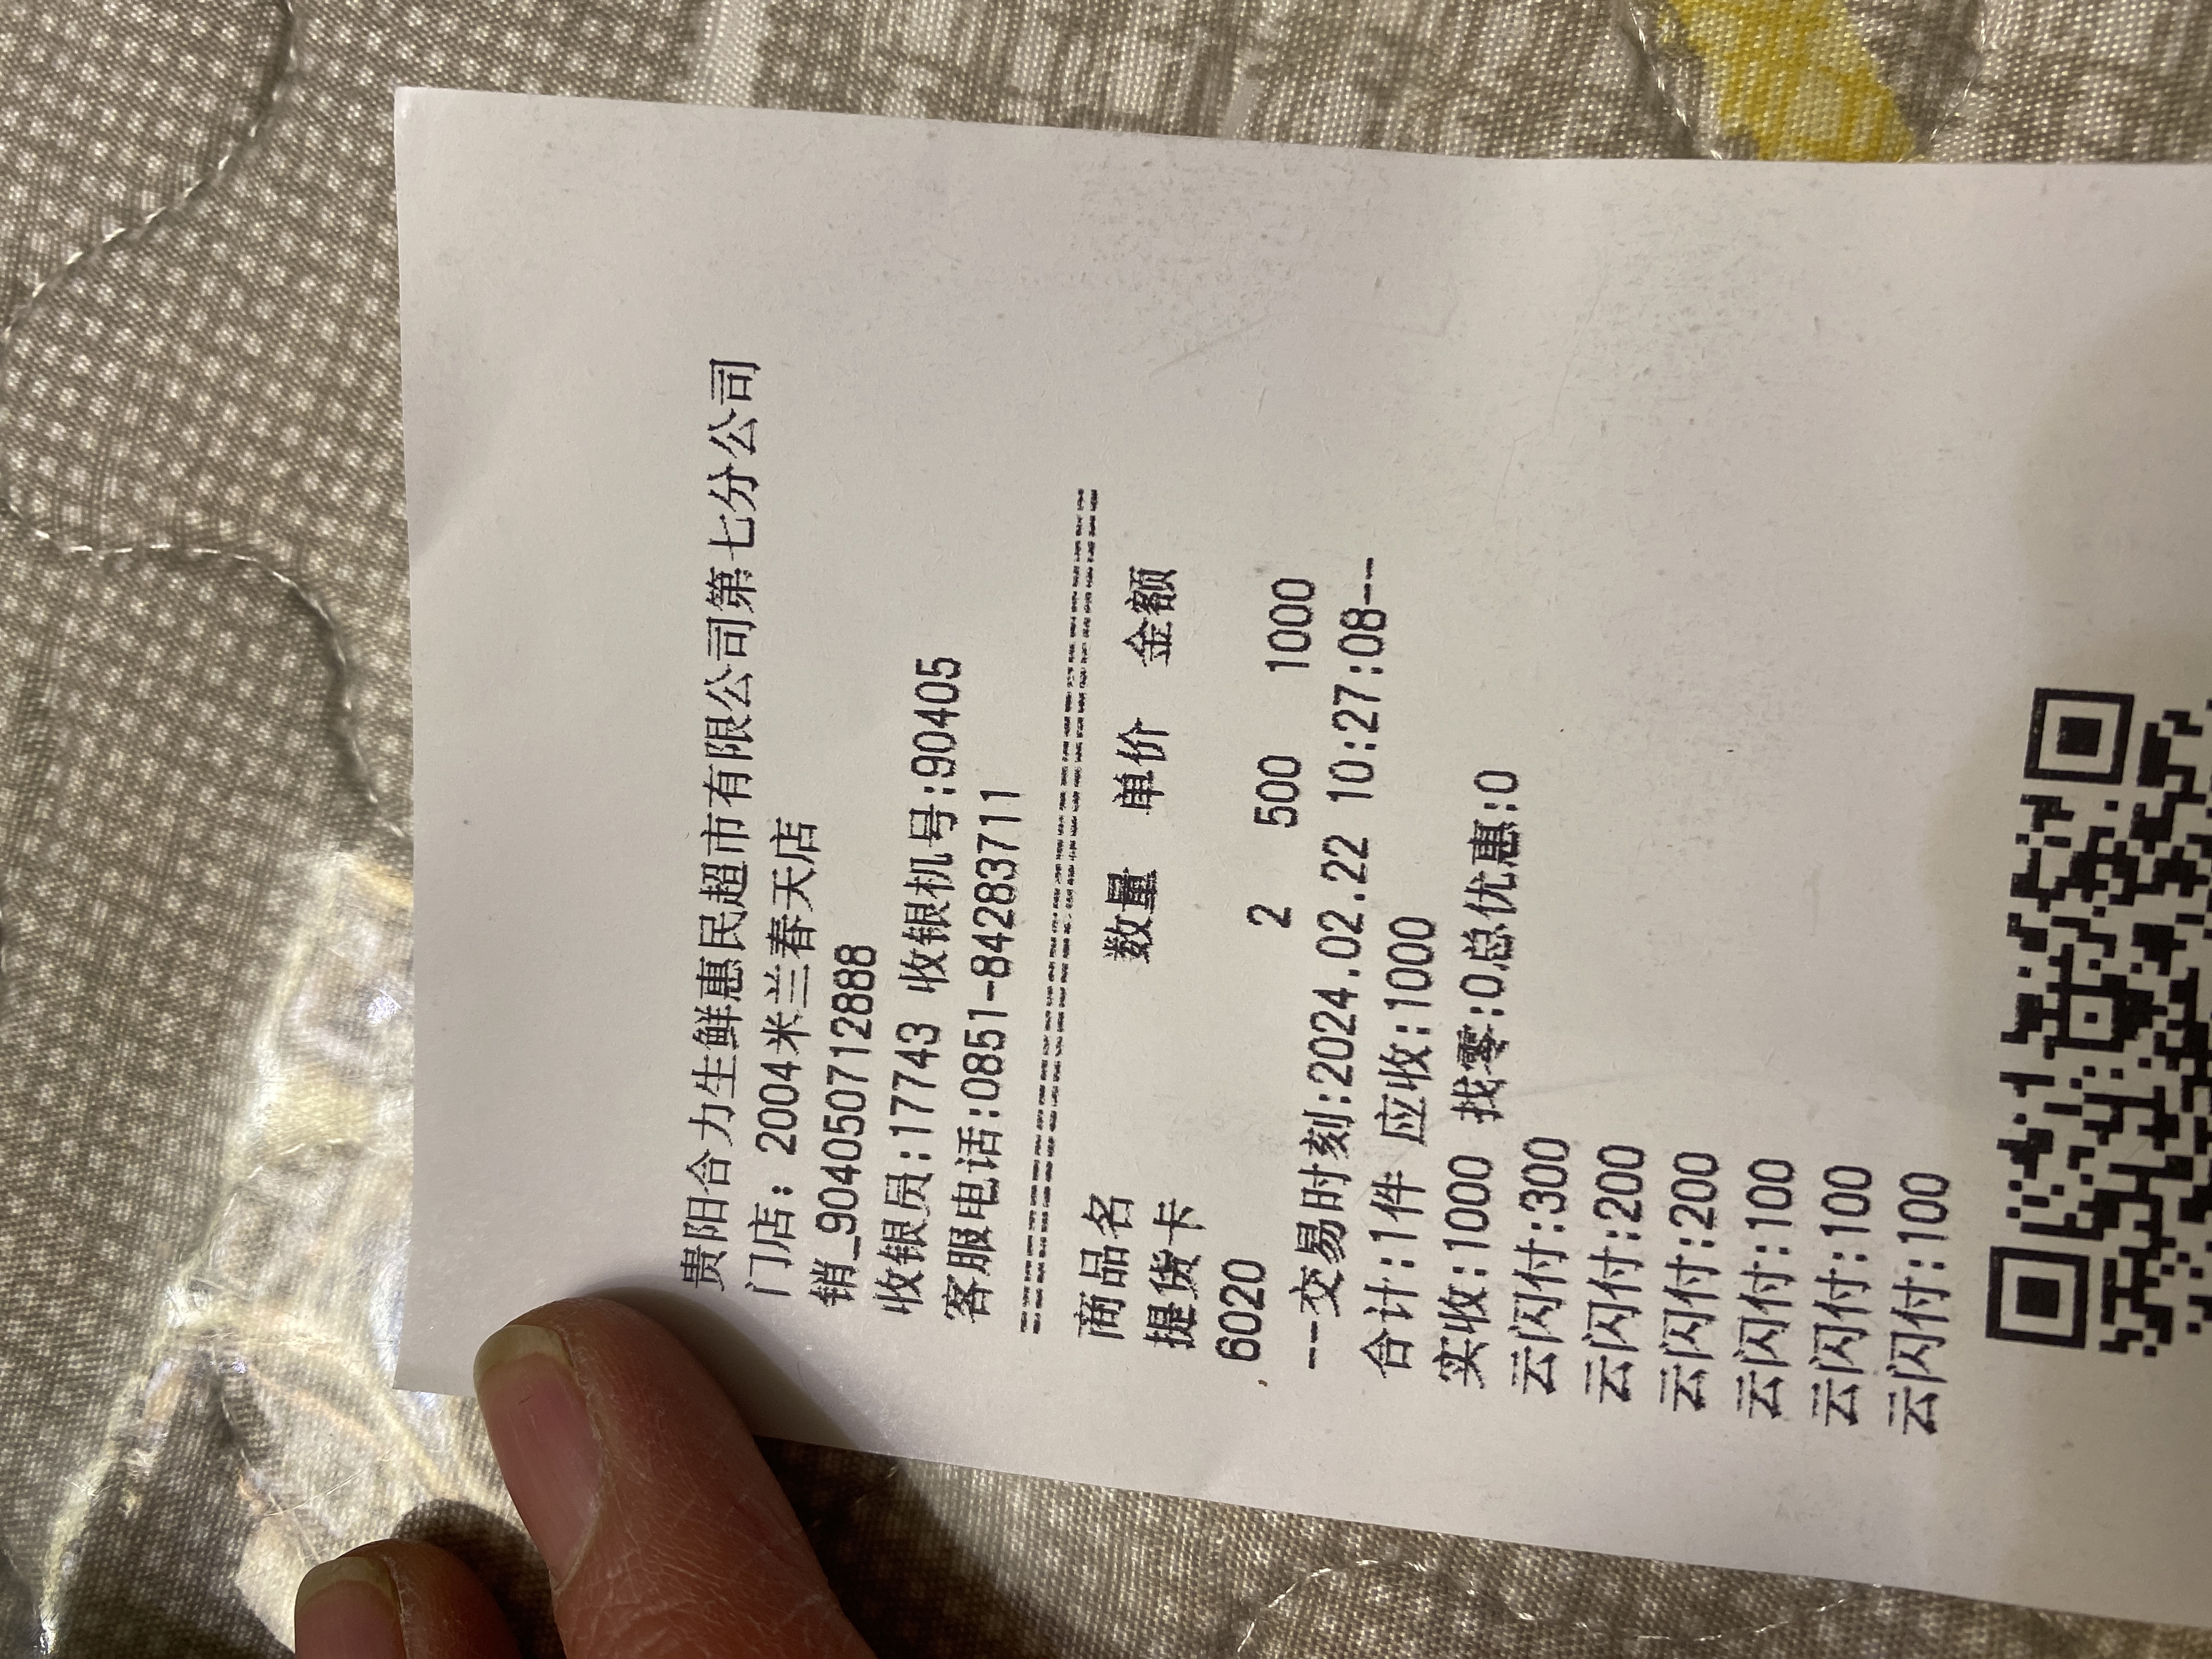 贵阳合力生鲜惠民超市有限公司第七分公司
门店: 2004米兰春天店
销_90405071288​8
收银员:17743 收银机号:90405
客服电话:0851-84283711
================================
商品名 数量 单价 金额
提货卡
6020 2 500 1000
--交易时刻:2024.02.22 10:27:08--
合计:1件 应收:1000
实收:1000 找零:0总优惠:0
云闪付:300
云闪付:200
云闪付:200
云闪付:100
云闪付:100
云闪付:100